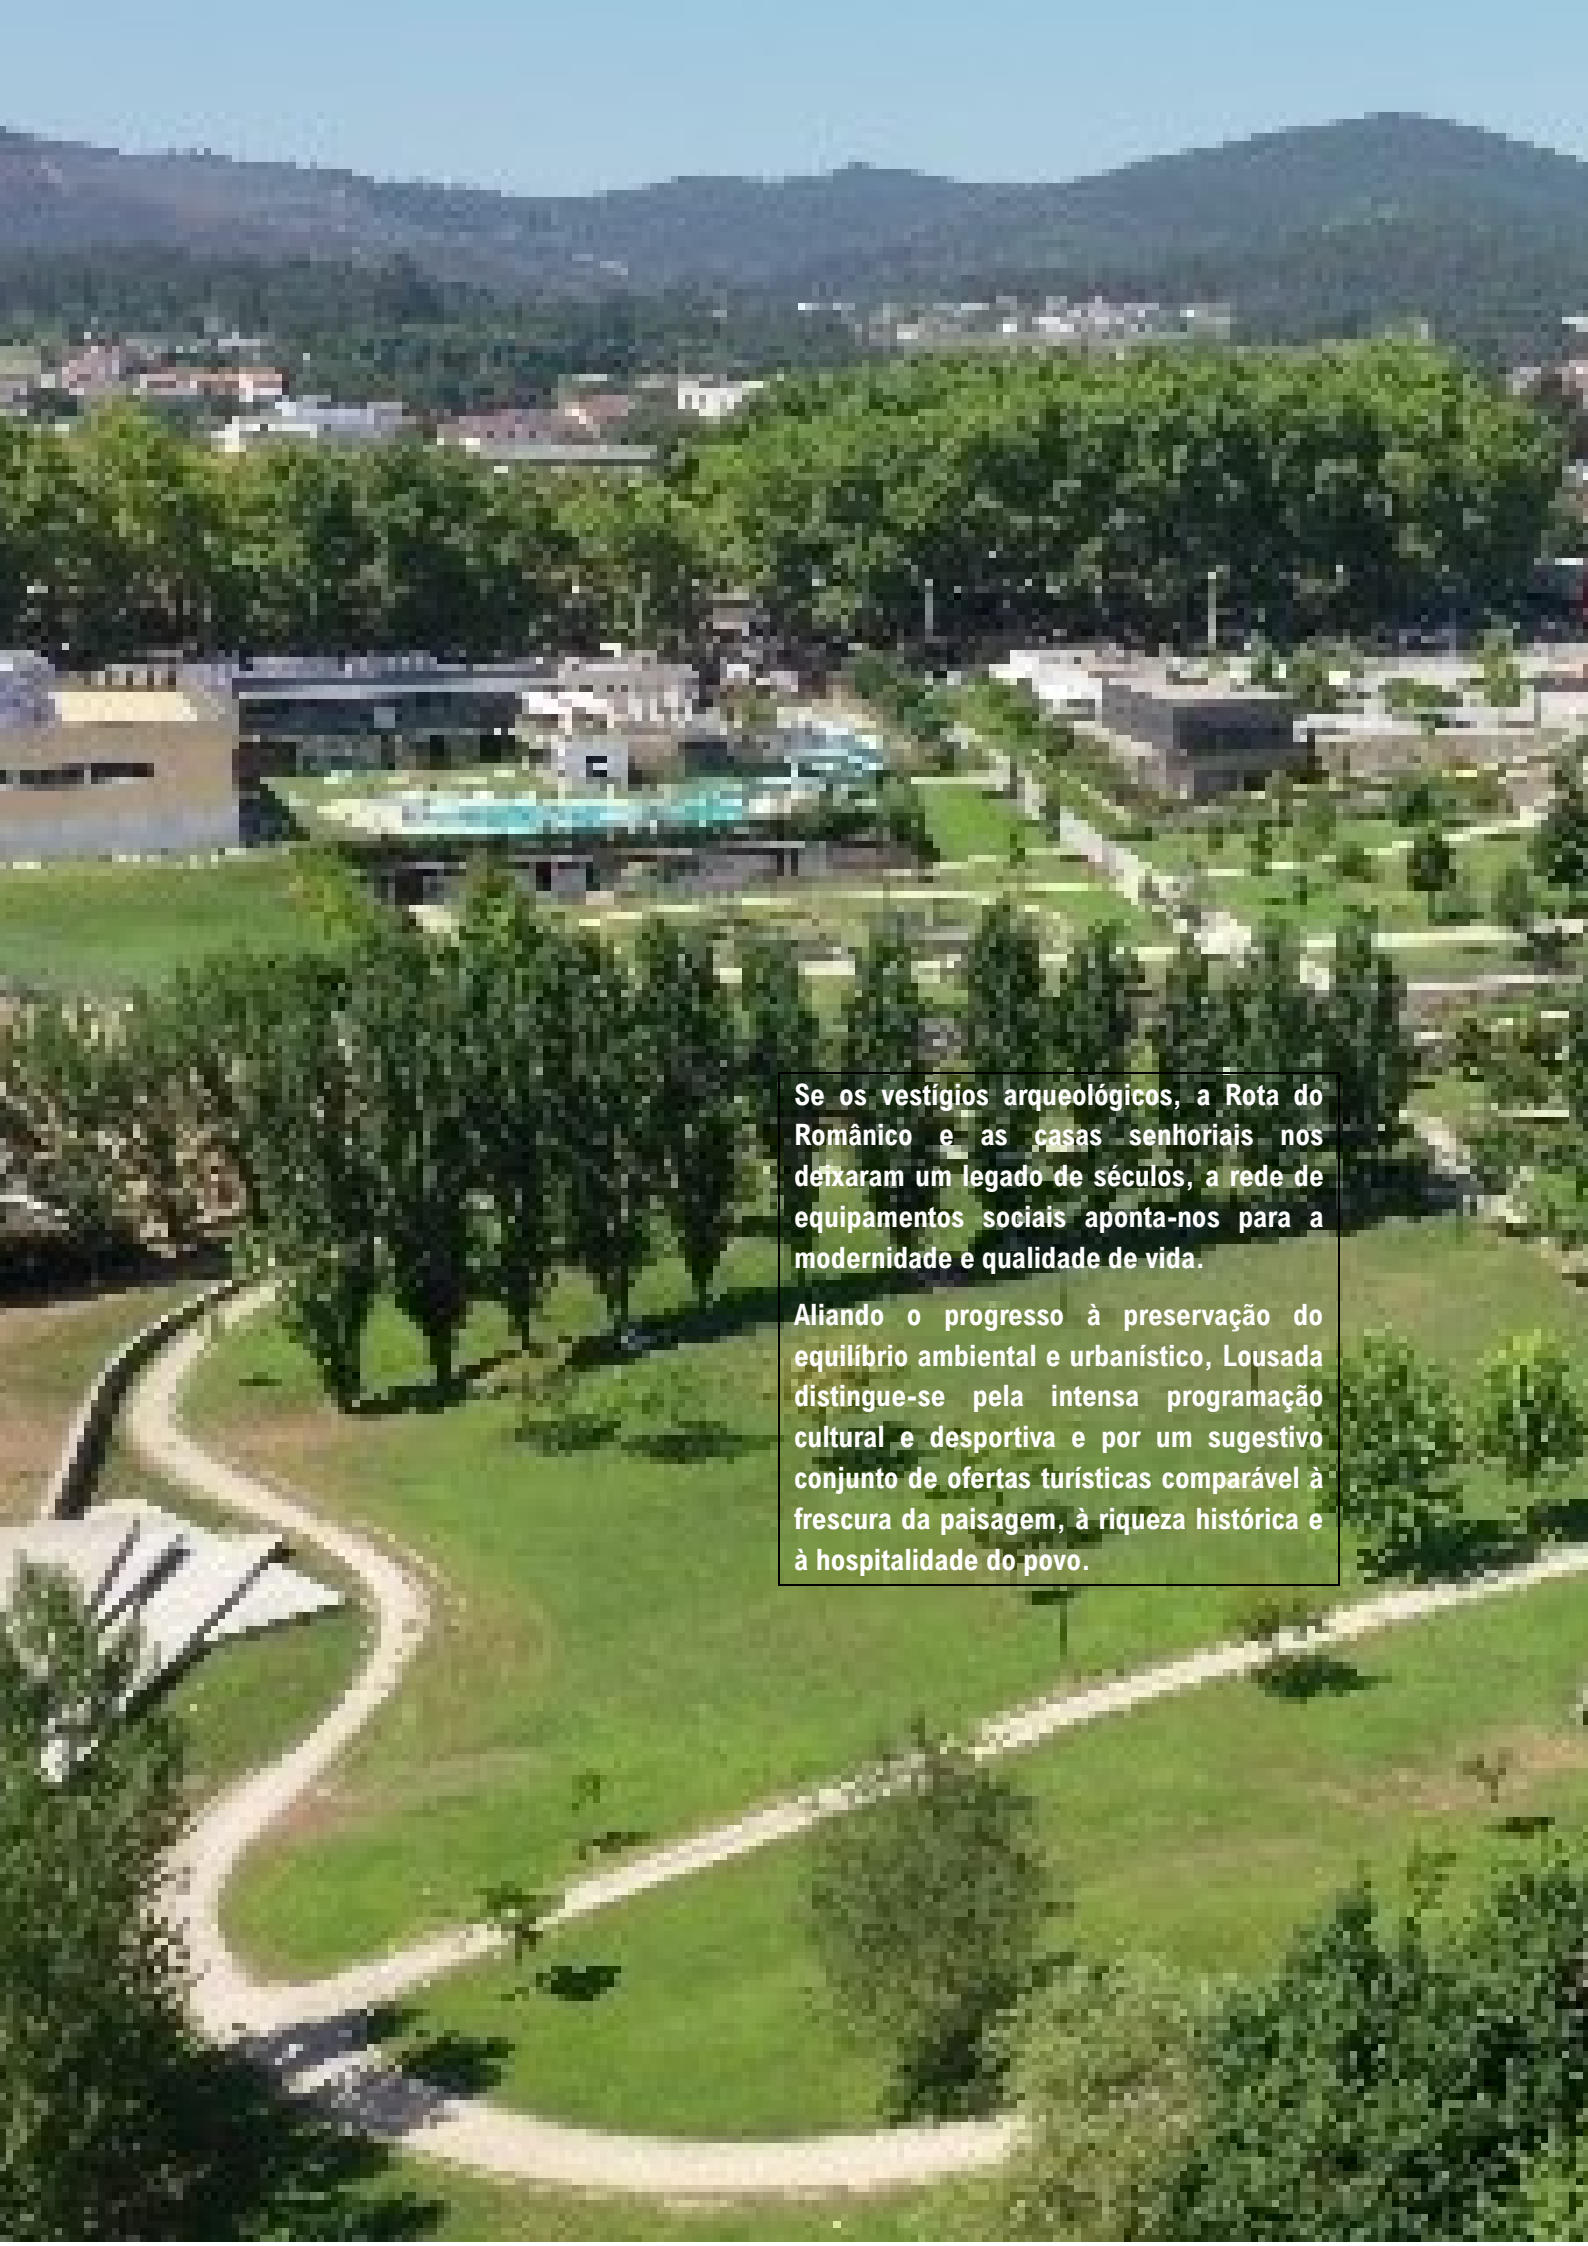 Se os vestígios arqueológicos, a Rota do
Românico e as casas senhoriais nos
deixaram um legado de séculos, a rede de
equipamentos sociais aponta-nos para a
modernidade e qualidade de vida.
Aliando o progresso à preservação do
equilíbrio ambiental e urbanístico, Lousada
distingue-se pela intensa programação
cultural e desportiva e por um sugestivo
conjunto de ofertas turísticas comparável à
frescura da paisagem, à riqueza histórica e
à hospitalidade do povo.